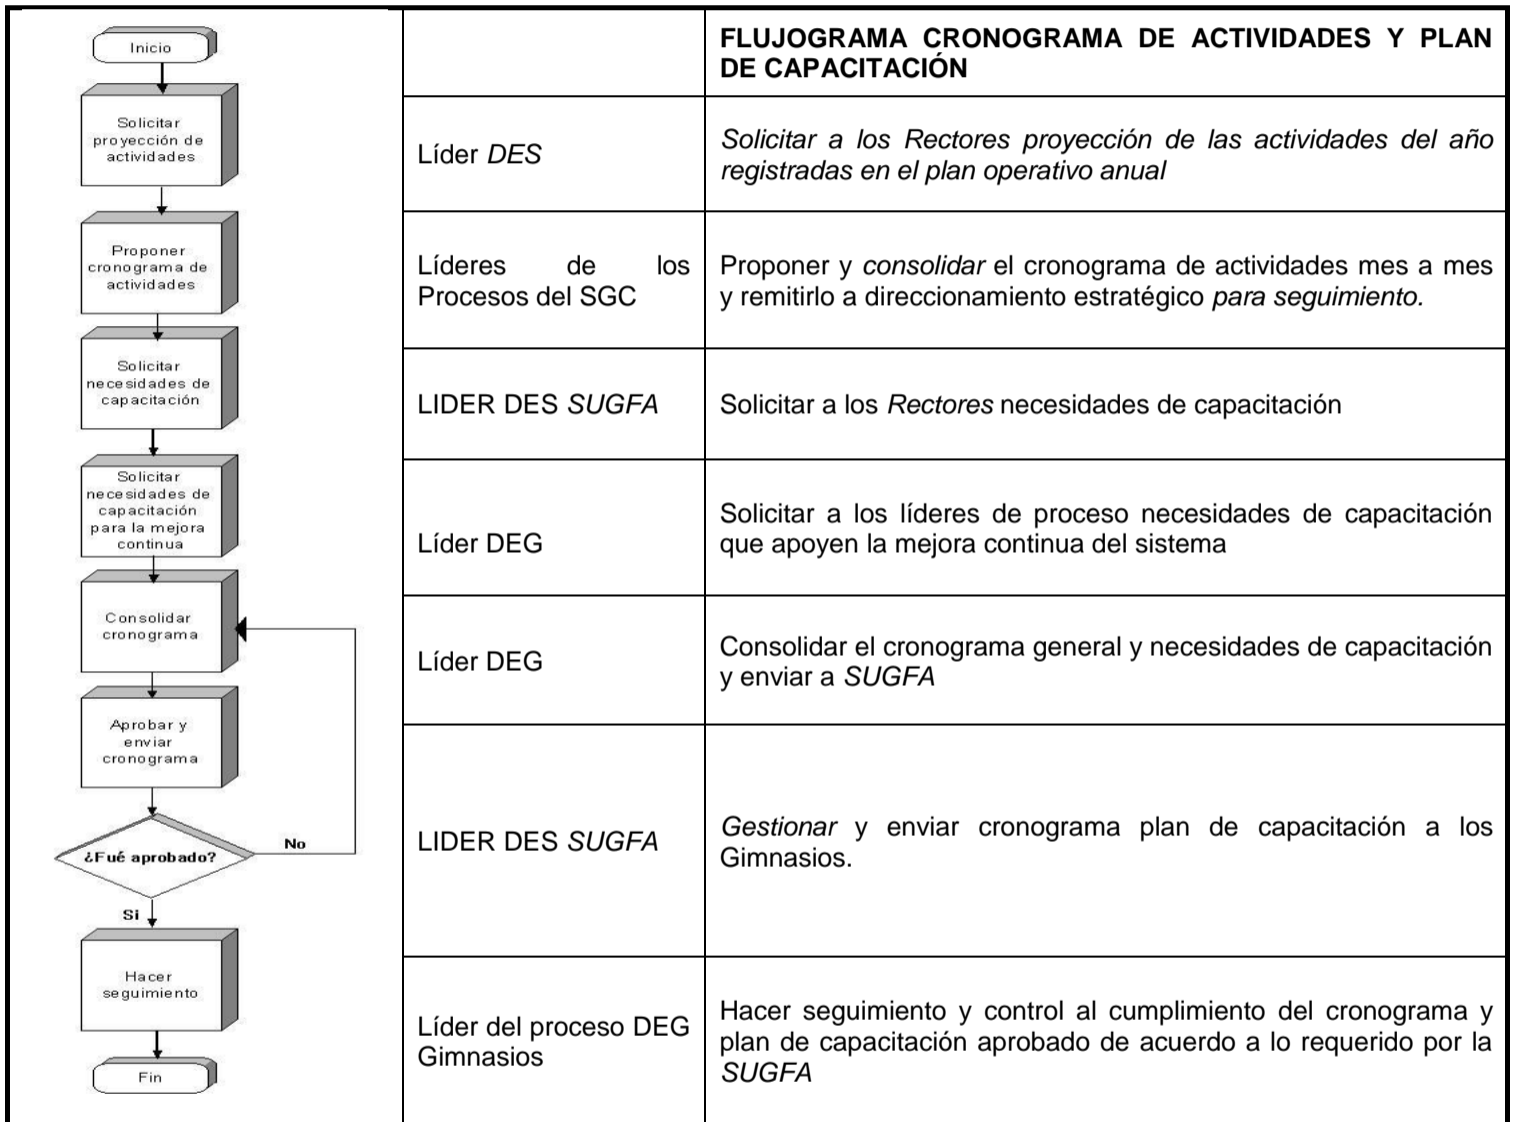 Inicio
FLUJOGRAMA CRONOGRAMA DE ACTIVIDADES Y PLAN
DE CAPACITACIÓN
Solicitar
proyección de
actividades
Líder DES
Solicitar a los Rectores proyección de las actividades del año
registradas en el plan operativo anual
Proponer
cronograma de
actividades
Líderes de los
Procesos del SGC
Proponer y consolidar el cronograma de actividades mes a mes
y remitirlo a direccionamiento estratégico para seguimiento.
Solicitar
necesidades de
capacitación
LIDER DES SUGFA
Solicitar a los Rectores necesidades de capacitación
Solicitar
necesidades de
capacitación
para la mejora
continua
Líder DEG
Solicitar a los líderes de proceso necesidades de capacitación
que apoyen la mejora continua del sistema
Consolidar
cronograma
Líder DEG
Consolidar el cronograma general y necesidades de capacitación
y enviar a SUGFA
Aprobar y
enviar
cronograma
¿Fué aprobado?
No
Si
LIDER DES SUGFA
Gestionar y enviar cronograma plan de capacitación a los
Gimnasios.
Hacer
seguimiento
Líder del proceso DEG
Gimnasios
Hacer seguimiento y control al cumplimiento del cronograma y
plan de capacitación aprobado de acuerdo a lo requerido por la
SUGFA
Fin